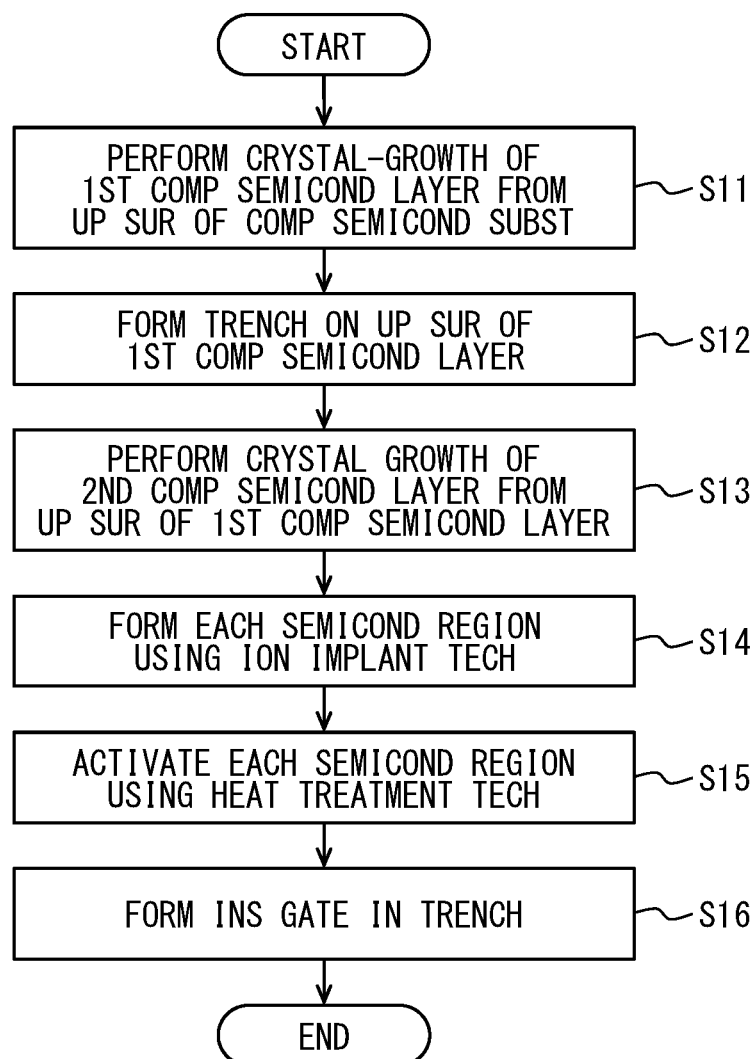 START
PERFORM CRYSTAL-GROWTH OF
1ST COMP SEMICOND LAYER FROM
UP SUR OF COMP SEMICOND SUBST
S11
FORM TRENCH ON UP SUR OF
1ST COMP SEMICOND LAYER
S12
PERFORM CRYSTAL GROWTH OF
2ND COMP SEMICOND LAYER FROM
UP SUR OF 1ST COMP SEMICOND LAYER
S13
FORM EACH SEMICOND REGION
USING ION IMPLANT TECH
S14
ACTIVATE EACH SEMICOND REGION
USING HEAT TREATMENT TECH
S15
FORM INS GATE IN TRENCH
S16
END